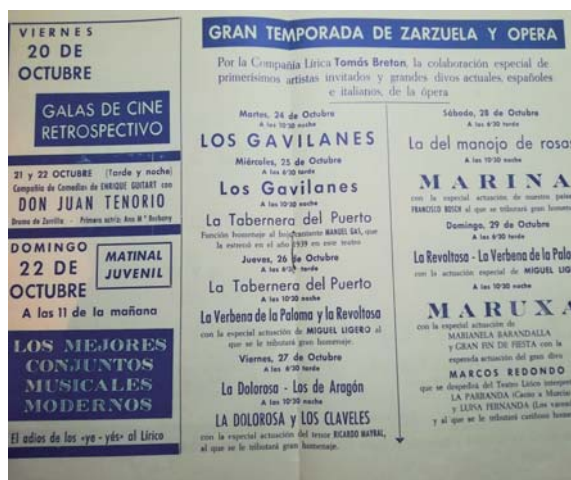 VIERNES
20 DE
OCTUBRE
GALAS DE CINE
RETROSPECTIVO
21 y 22 OCTUBRE (Tarde y noche)
Compañía de Comedias de ENRIQUE GUITART con
DON JUAN TENORIO
Drama de Zorrilla - Primera actriz: Ana Mª
DOMINGO
22 DE
OCTUBRE
MATINAL
JUVENIL
A las 11 de la mañana
LOS MEJORES
CONJUNTOS
MUSICALES
MODERNOS
El adios de los «ya - yés» al Lírico
GRAN TEMPORADA DE ZARZUELA Y OPERA
Por la Compañía Lírica Tomás Breton, la colaboración especial de
primerísimos artistas invitados y grandes divos actuales, españoles
e italianos, de la ópera
Martes, 24 de Octubre
A las 10'30 noche
LOS GAVILANES
Miércoles, 25 de Octubre
A las 6'30 tarde
Los Gavilanes
A las 10'30 noche
La Tabernera del Puerto
Función homenaje al MANUEL GAS, que
la estrenó en el año 1939 en este teatro
Jueves, 26 de Octubre
A las 6'30 tarde
La Tabernera del Puerto
A las 10'30 noche
La Verbena de la Paloma y la Revoltosa
con la especial actuación de MIGUEL LIGERO al
que se le tributará gran homenaje.
Viernes, 27 de Octubre
A las 6'30 tarde
La Dolorosa - Los de Aragón
A las 10'30 noche
LA DOLOROSA y LOS CLAVELES
con la especial actuación del tenor RICARDO MAYRAL,
al que se le tributará gran homenaje.
Sábado, 28 de Octubre
A las 6'30 tarde
La del manojo de rosas
A las 10'30 noche
MARINA
con la especial actuación de nuestro
FRANCISCO BOSCH al que se tributará gran
Domingo, 29 de Octubre
A las 6'30 tarde
La Revoltosa - La Verbena de la
con la especial actuación de MIGUEL
A las 10'30 noche
MARUXA
con la especial actuación de
MARIANELA BARANDALLA
y GRAN FIN DE FIESTA con la
esperada actuación del gran divo
MARCOS REDONDO
que se despedirá del Teatro Lírico
LA PARRANDA (Canto a
y LUISA FERNANDA (Los
y al que se le tributará cariñoso